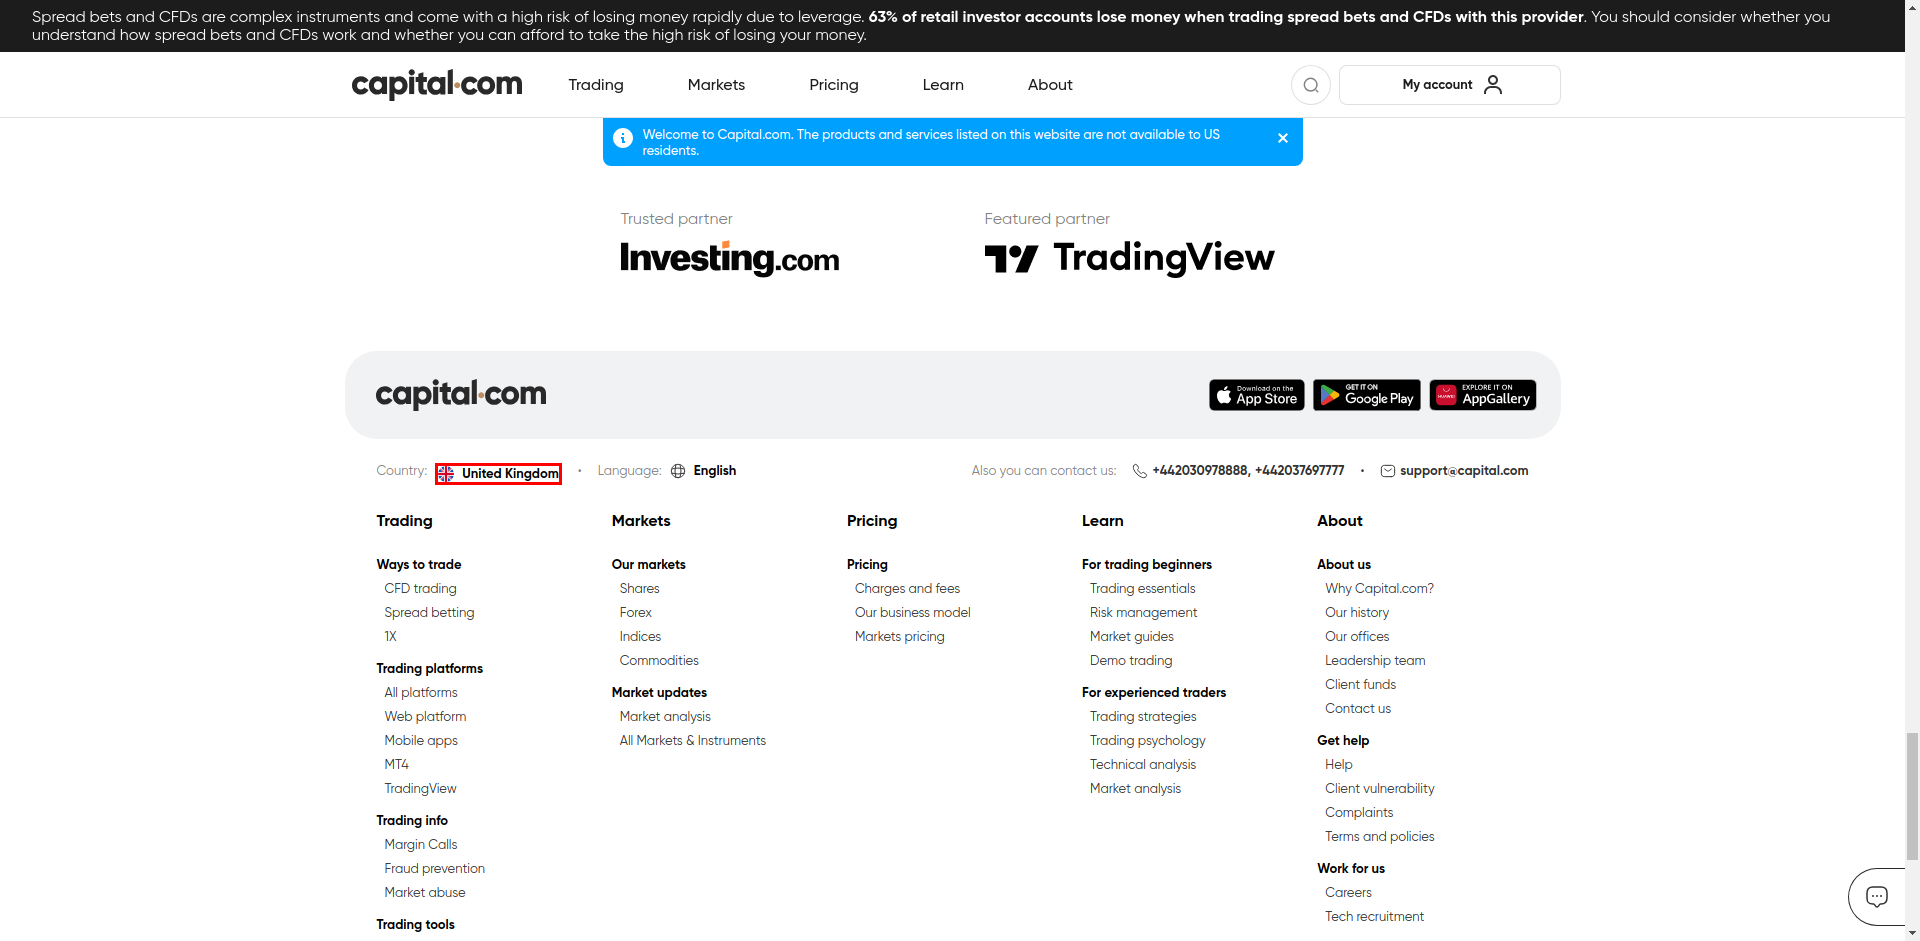 Spread bets and CFDs are complex instruments and come with a high risk of losing money rapidly due to leverage. 63% of retail investor accounts lose money when trading spread bets and CFDs with this provider. You should consider whether you
understand how spread bets and CFDs work and whether you can afford to take the high risk of losing your money.
capital.com
Trading
Markets
Pricing
Learn
About
My account
Welcome to Capital.com. The products and services listed on this website are not available to US
residents.
Trusted partner
Featured partner
Investing.com
TradingView
capital.com
Download on the
App Store
GET IT ON
Google Play
HUAWEI
EXPLORE IT ON
AppGallery
Country: United Kingdom • Language: English
Also you can contact us: +442030978888, +442037697777 • support@capital.com
Trading
Ways to trade
CFD trading
Spread betting
1X
Trading platforms
All platforms
Web platform
Mobile apps
MT4
TradingView
Trading info
Margin Calls
Fraud prevention
Market abuse
Trading tools
Markets
Our markets
Shares
Forex
Indices
Commodities
Market updates
Market analysis
All Markets & Instruments
Pricing
Pricing
Charges and fees
Our business model
Markets pricing
Learn
For trading beginners
Trading essentials
Risk management
Market guides
Demo trading
For experienced traders
Trading strategies
Trading psychology
Technical analysis
Market analysis
About
About us
Why Capital.com?
Our history
Our offices
Leadership team
Client funds
Contact us
Get help
Help
Client vulnerability
Complaints
Terms and policies
Work for us
Careers
Tech recruitment